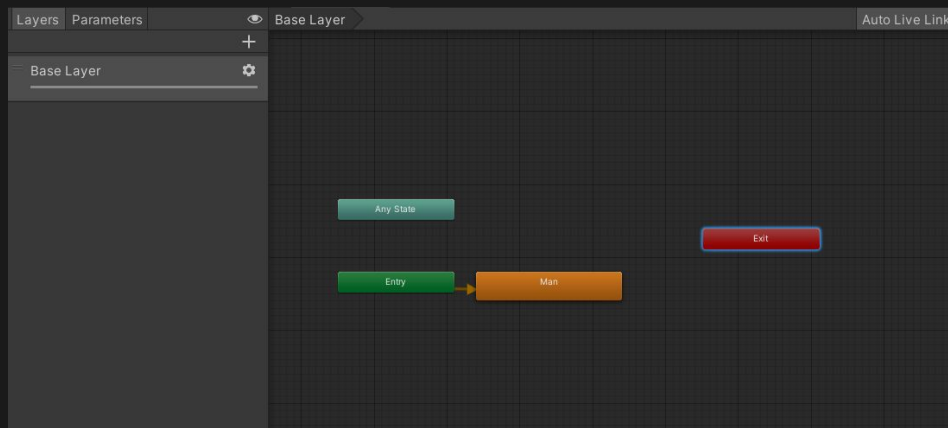 Layers Parameters Base Layer Auto Live Link
Base Layer
Any State
Exit
Entry Man